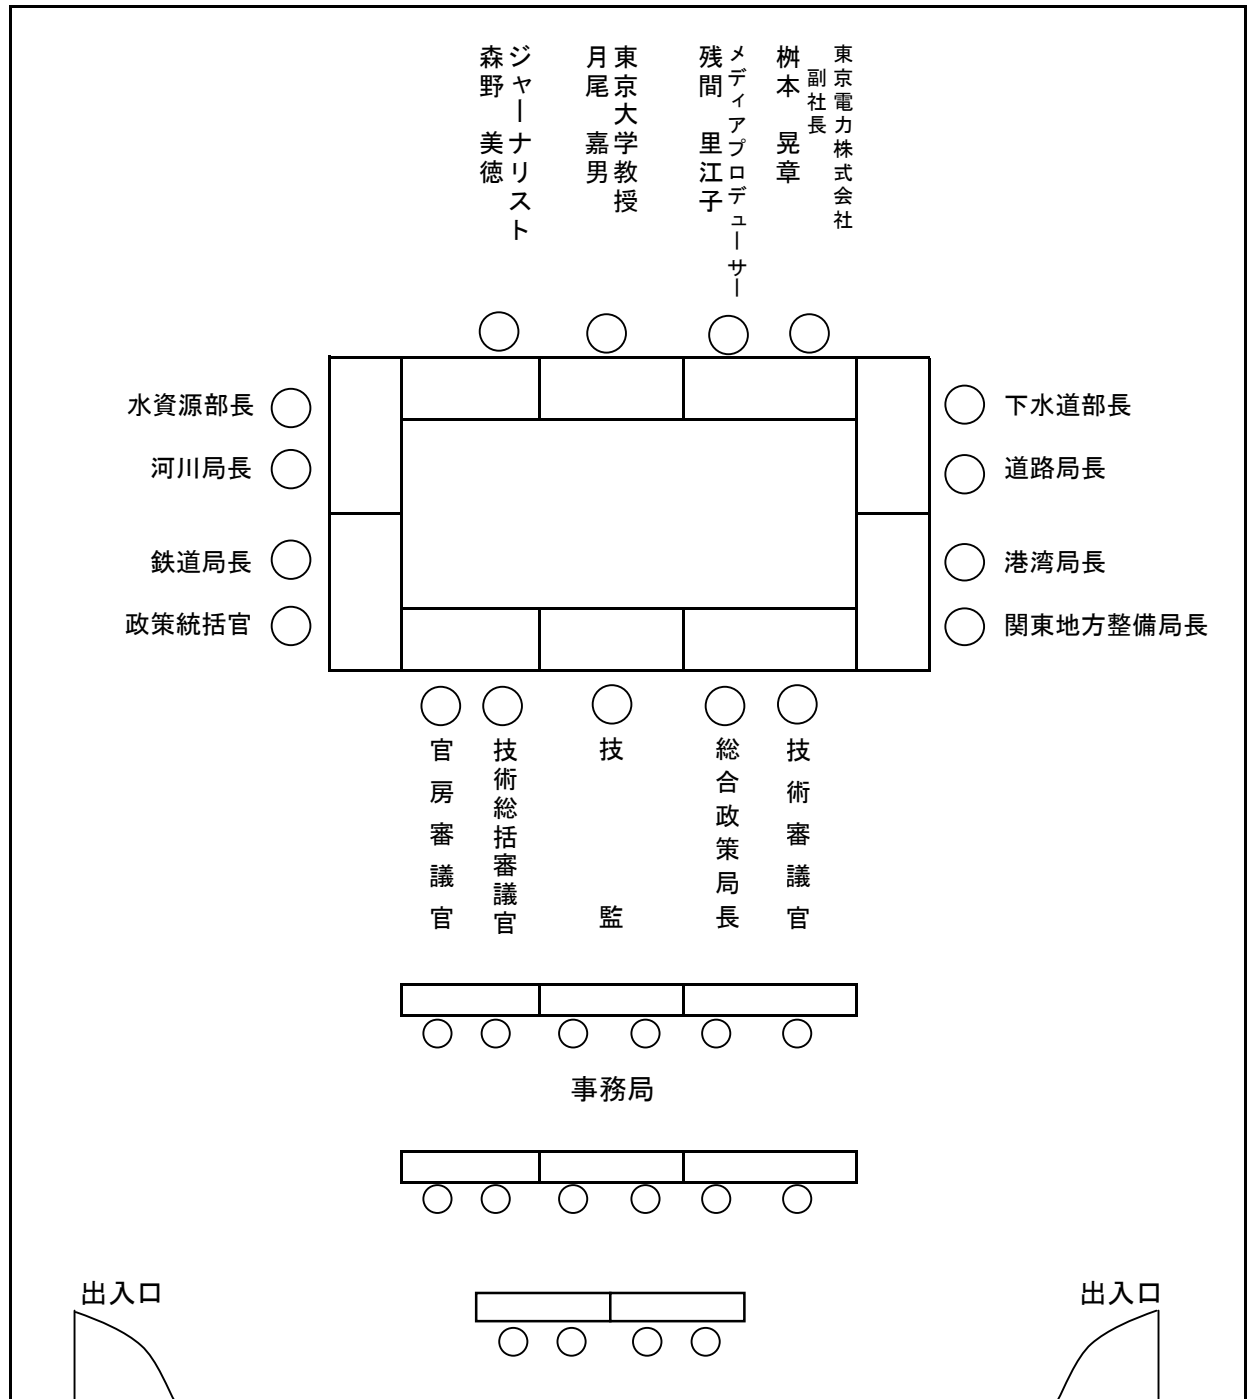 東京電力株式会社
副社長
桝本 晃章
メディアプロデューサー
残間 里江子
東京大学教授
月尾 嘉男
ジャーナリスト
森野 美徳
水資源部長
河川局長
鉄道局長
政策統括官
下水道部長
道路局長
港湾局長
関東地方整備局長
技術審議官
総合政策局長
技監
技術総括審議官
官房審議官
事務局
出入口
出入口